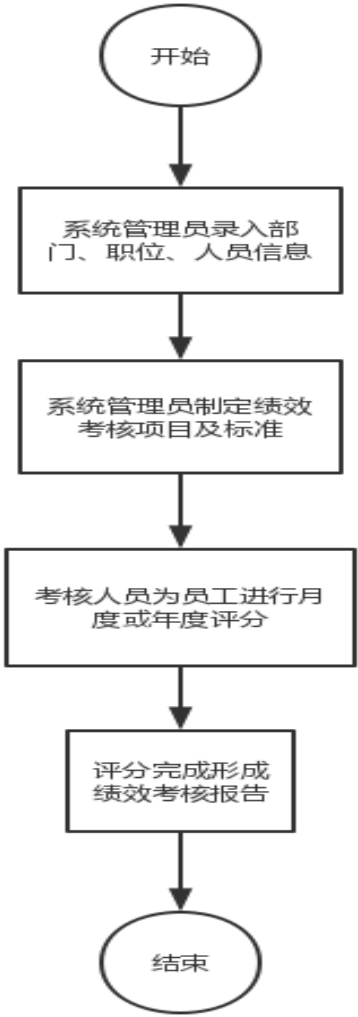 开始
系统管理员录入部
门、职位、人员信息
系统管理员制定绩效
考核项目及标准
考核人员为员工进行月
度或年度评分
评分完成形成
绩效考核报告
结束